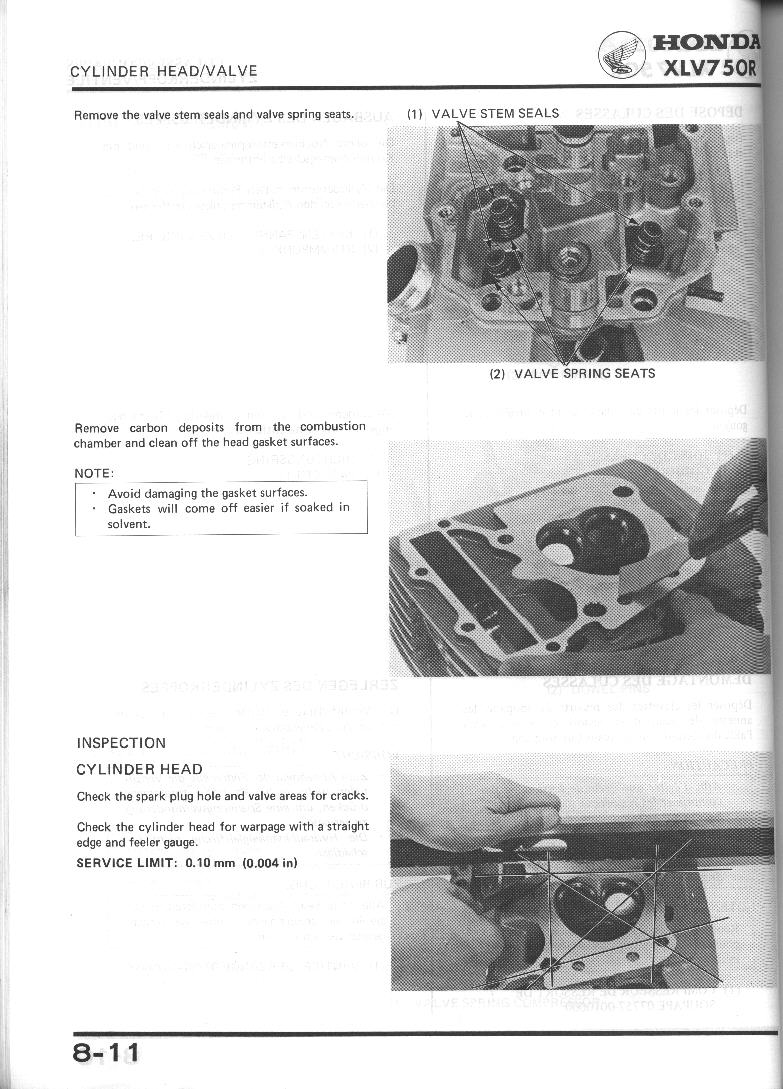 HONDA
CYLINDER HEAD/VALVE
XLV750R
Remove the valve stem seals and valve spring seats.
(1) VALVE STEM SEALS
(2) VALVE SPRING SEATS
Remove carbon deposits from the combustion
chamber and clean off the head gasket surfaces.
NOTE:
· Avoid damaging the gasket surfaces.
· Gaskets will come off easier if soaked in
solvent.
INSPECTION
CYLINDER HEAD
Check the spark plug hole and valve areas for cracks.
Check the cylinder head for warpage with a straight
edge and feeler gauge.
SERVICE LIMIT: 0.10 mm (0.004 in)
8-11